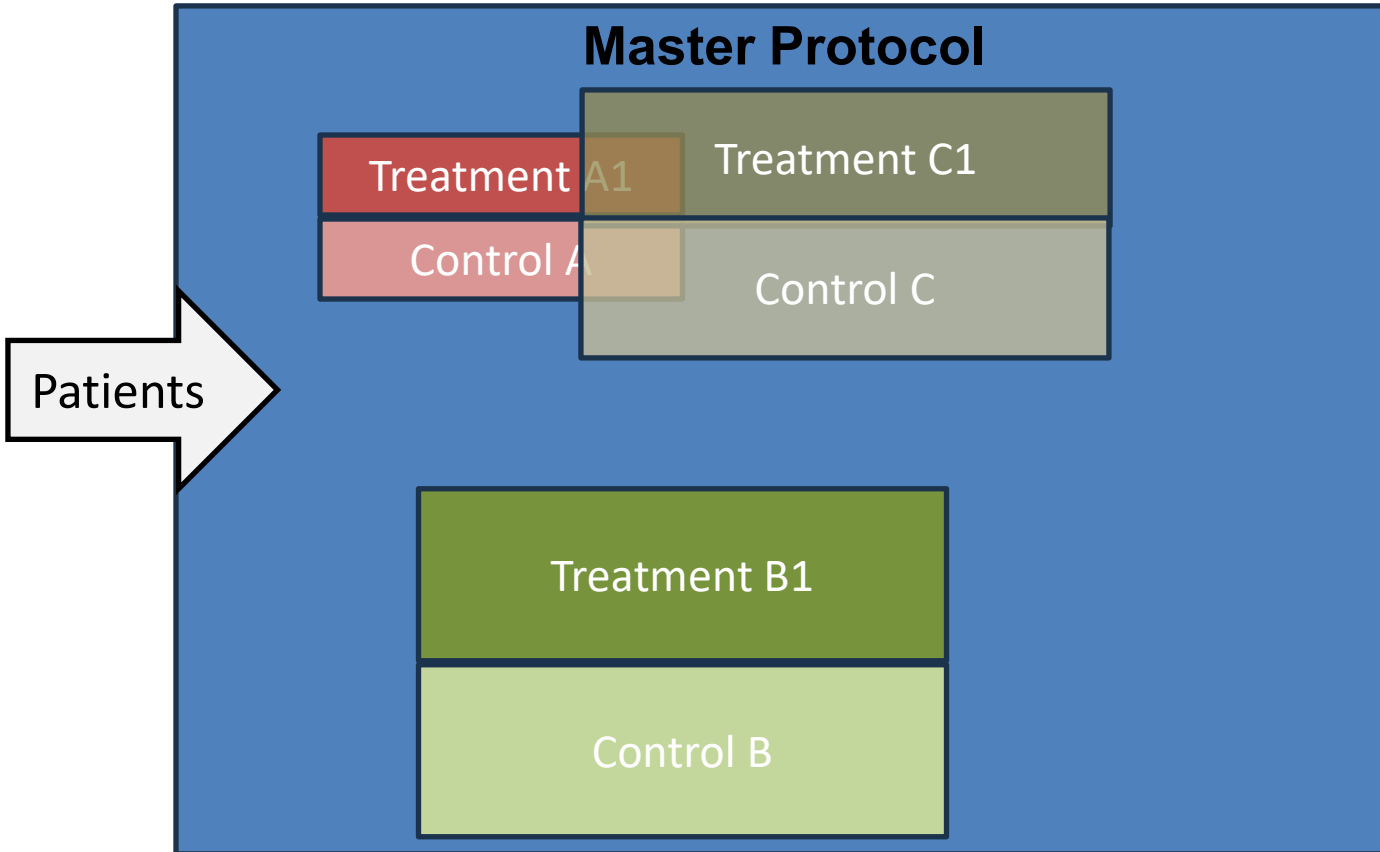 Master Protocol
Treatment A1
Treatment C1
Control A
Control C
Patients
Treatment B1
Control B